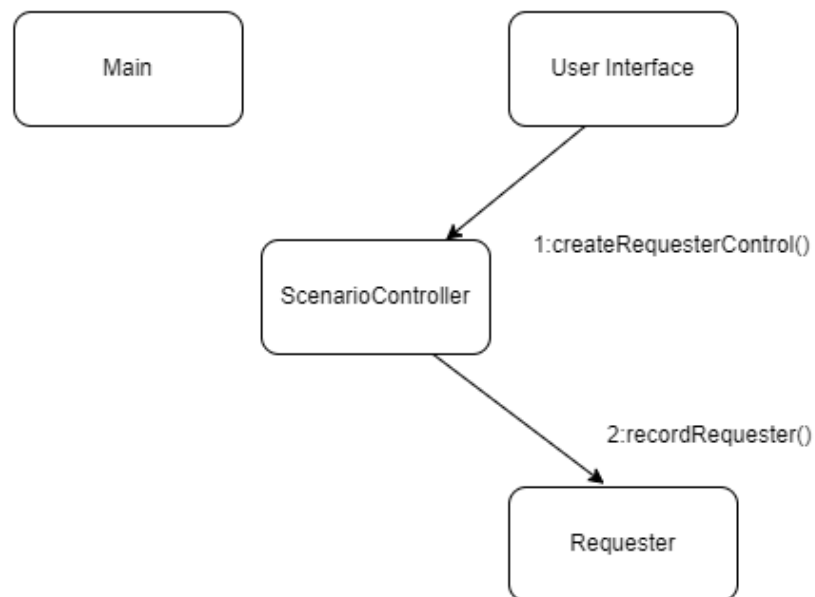 Main
User Interface
1:createRequesterControl()
ScenarioController
2:recordRequester()
Requester